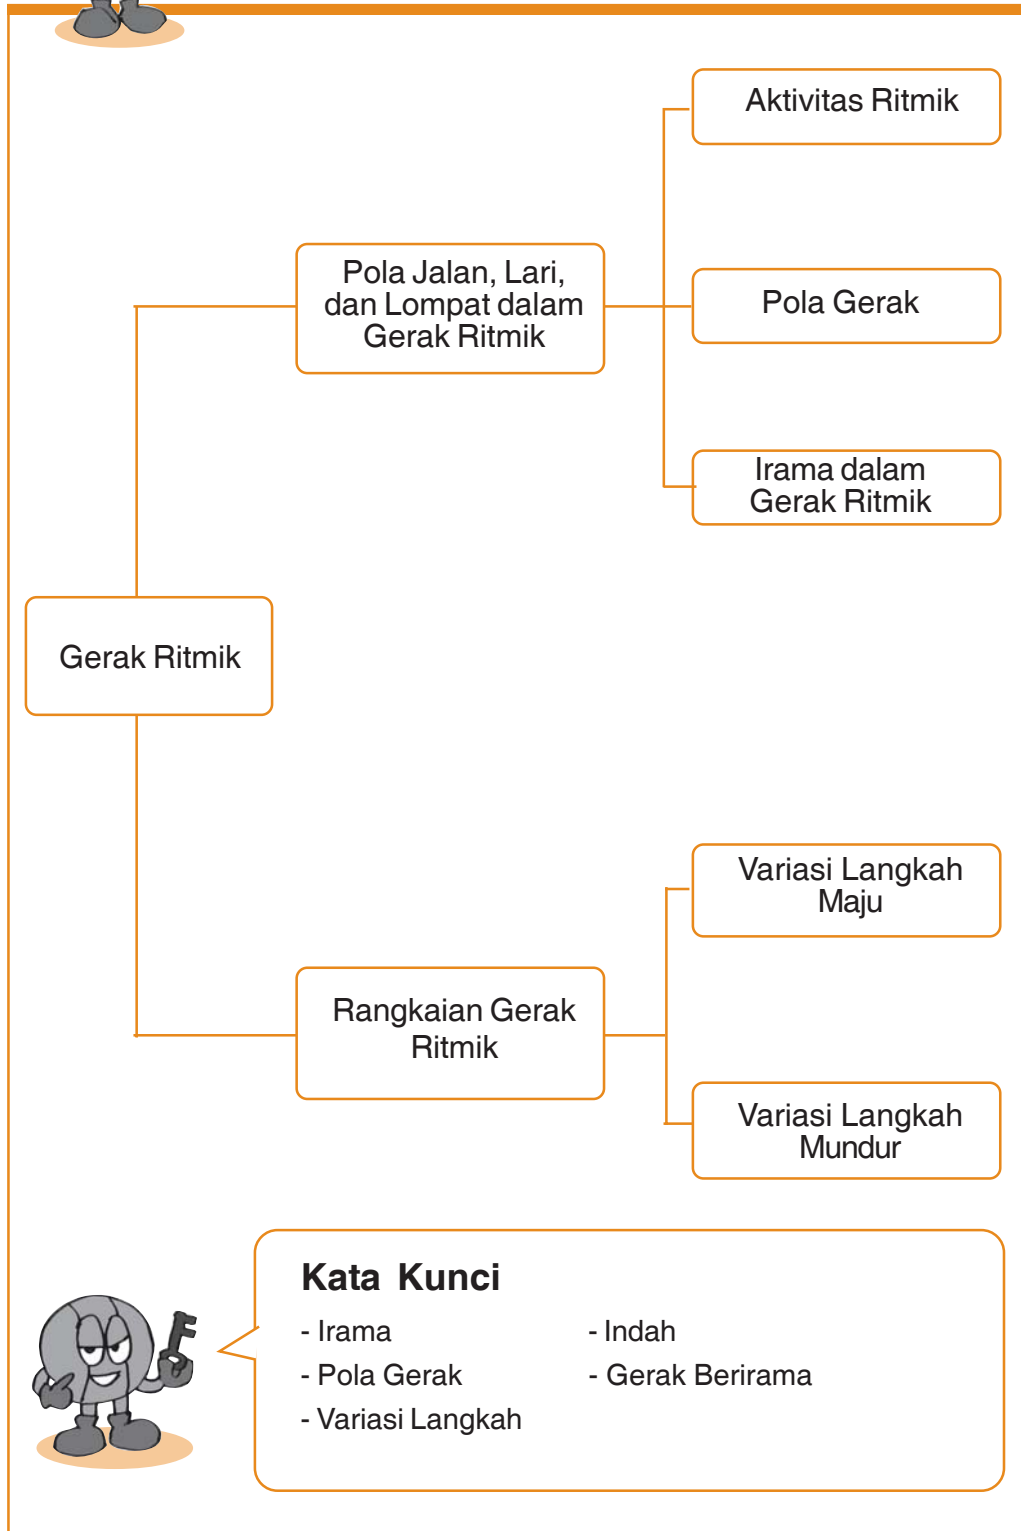 Aktivitas Ritmik
Pola Jalan, Lari,
dan Lompat dalam
Gerak Ritmik
Pola Gerak
Irama dalam
Gerak Ritmik
Gerak Ritmik
Variasi Langkah
Maju
Rangkaian Gerak
Ritmik
Variasi Langkah
Mundur
Kata Kunci
- Irama
- Pola Gerak
- Variasi Langkah
- Indah
- Gerak Berirama